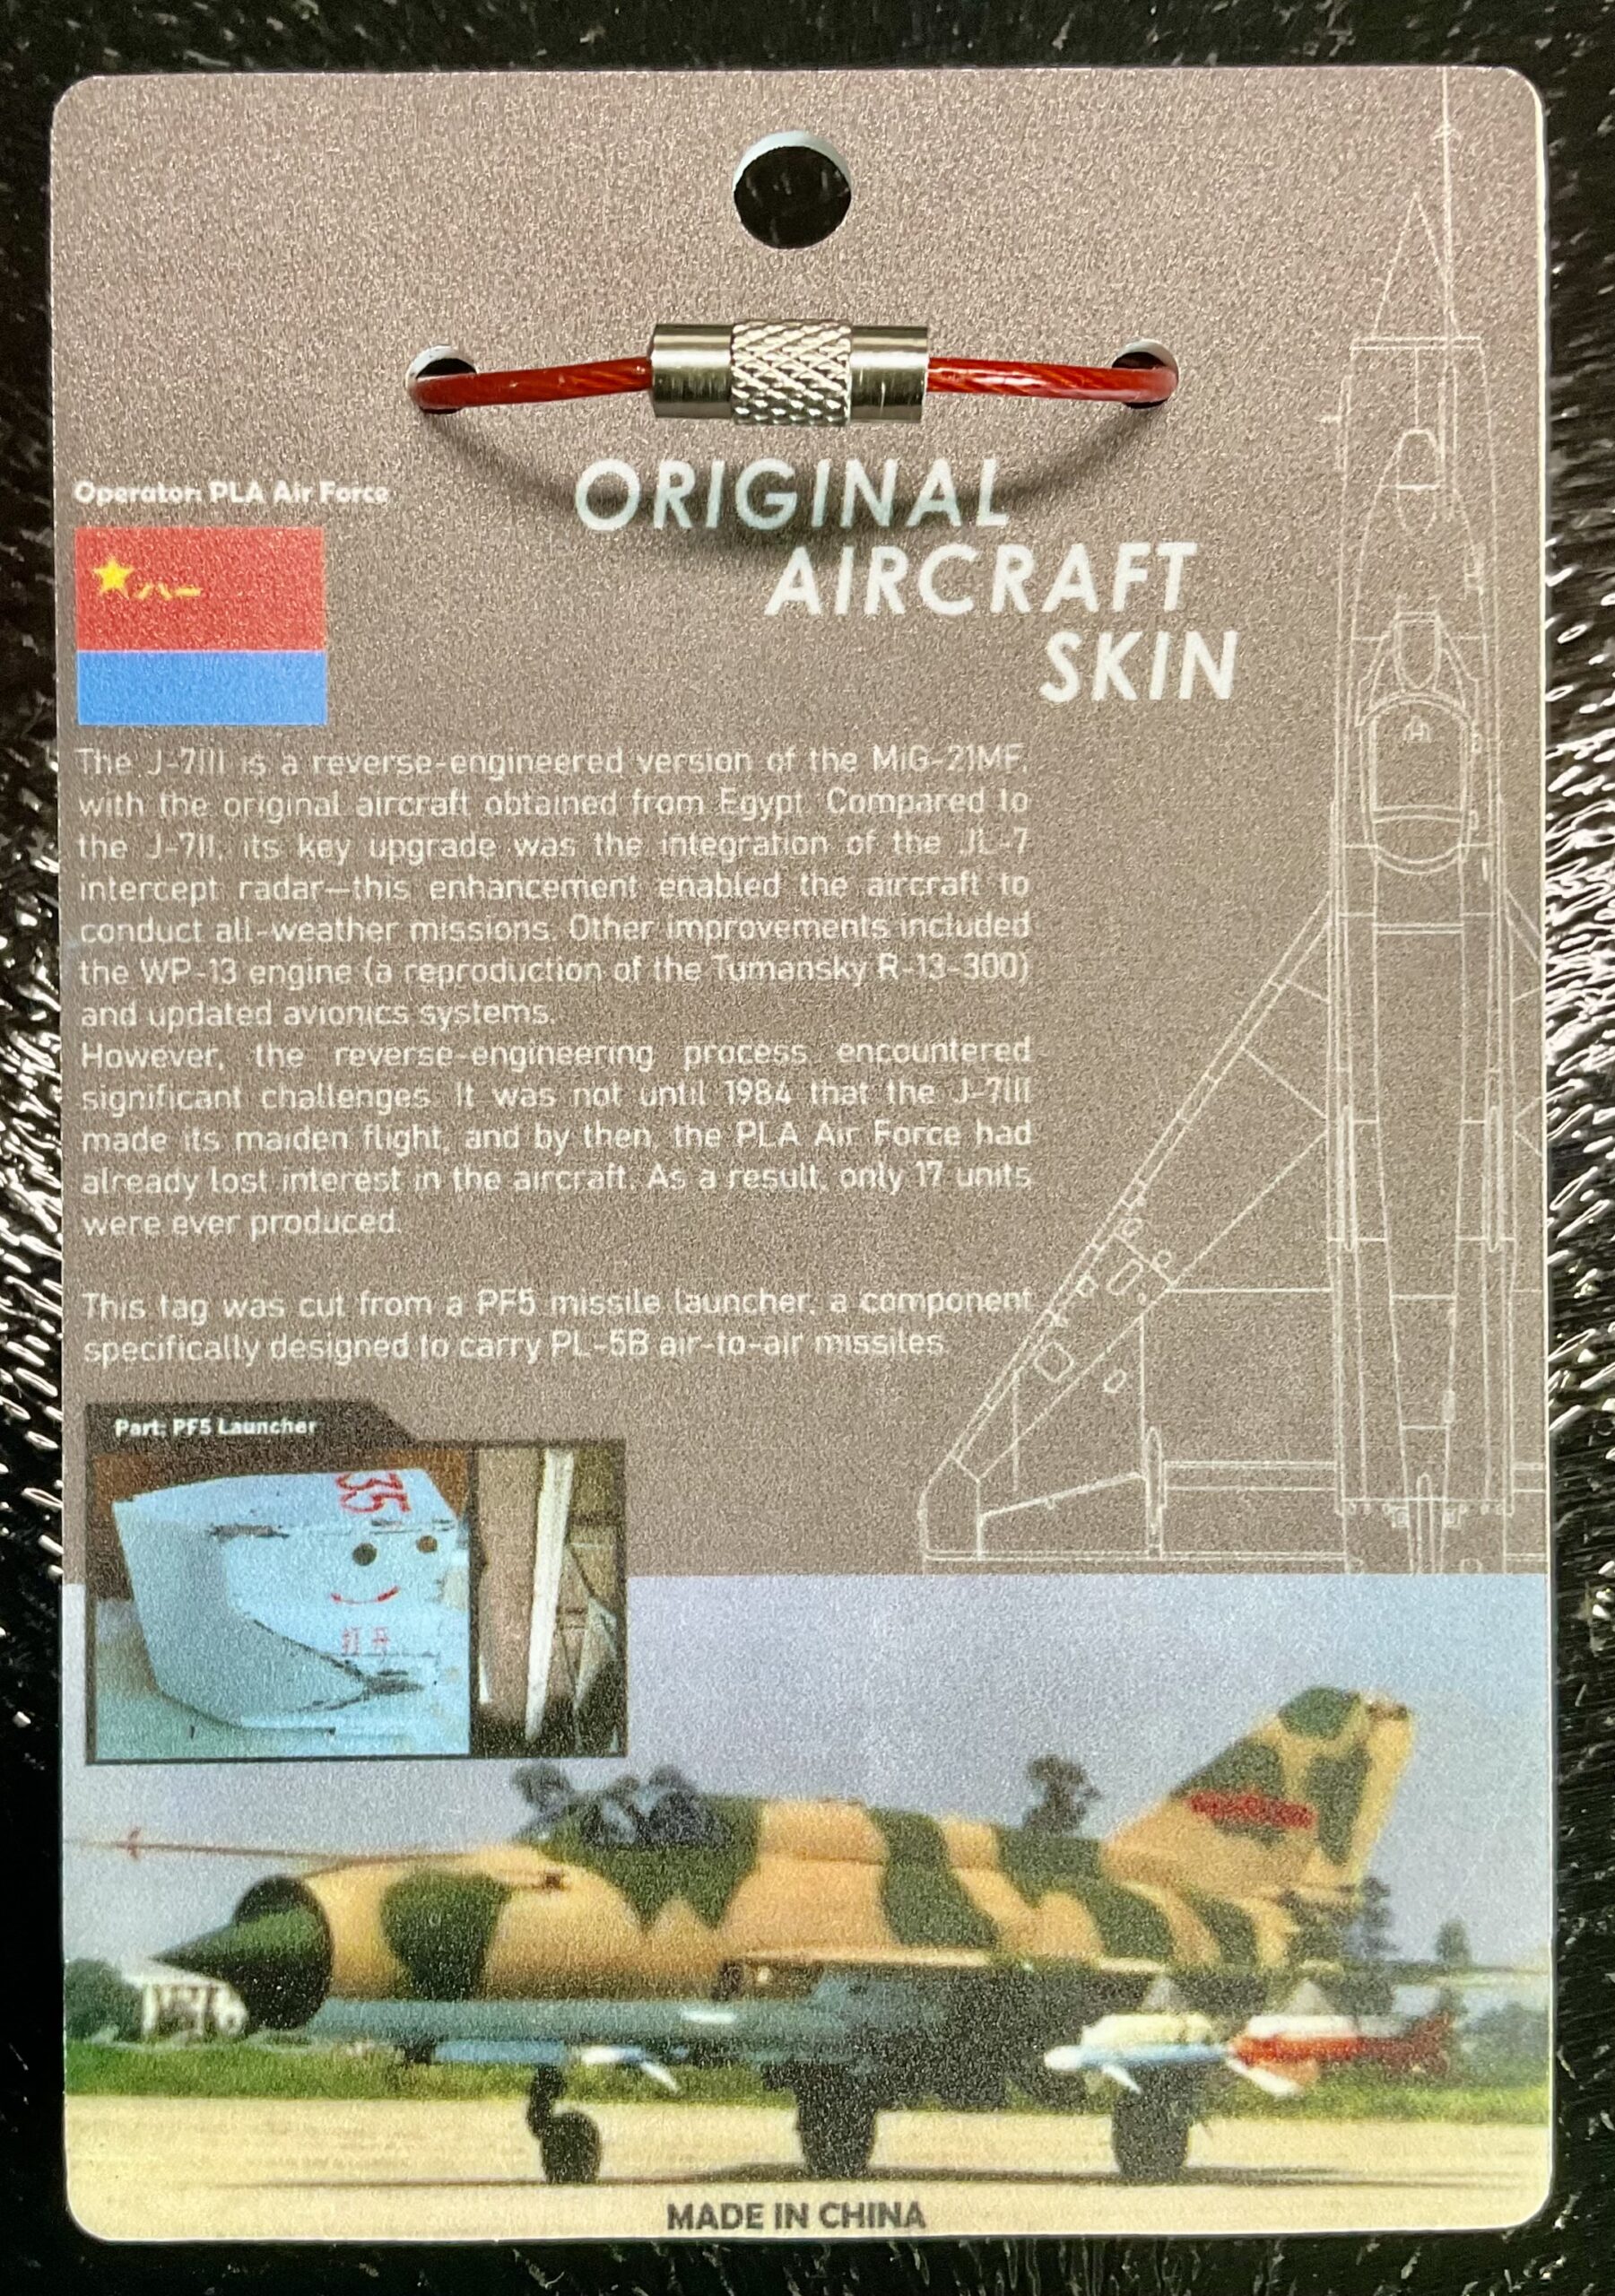 ORIGINAL
AIRCRAFT
SKIN
Operator: PLA Air Force
八一
The J-7III is a reverse-engineered version of the MiG-21MF,
with the original aircraft obtained from Egypt. Compared to
the J-7II, its key upgrade was the integration of the JL-7
intercept radar—this enhancement enabled the aircraft to
conduct all-weather missions. Other improvements included
the WP-13 engine (a reproduction of the Tumansky R-13-300)
and updated avionics systems.
However, the reverse-engineering process encountered
significant challenges. It was not until 1984 that the J-7III
made its maiden flight, and by then, the PLA Air Force had
already lost interest in the aircraft. As a result, only 17 units
were ever produced.
This tag was cut from a PF5 missile launcher, a component
specifically designed to carry PL-5B air-to-air missiles.
Part: PF5 Launcher
35
打开
MADE IN CHINA